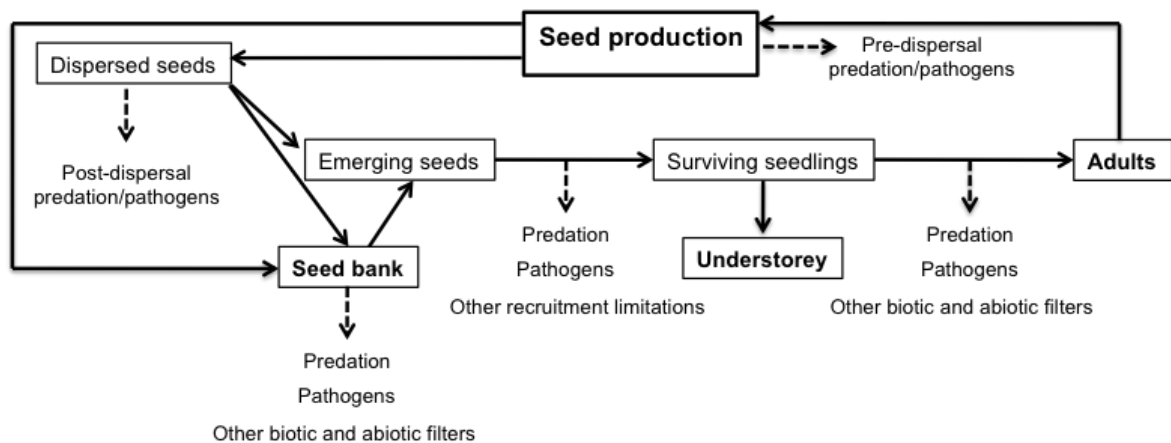 Seed production
Pre-dispersal
predation/pathogens
Dispersed seeds
Post-dispersal
predation/pathogens
Emerging seeds
Surviving seedlings
Adults
Seed bank
Predation
Pathogens
Other recruitment limitations
Understorey
Predation
Pathogens
Other biotic and abiotic filters
Predation
Pathogens
Other biotic and abiotic filters